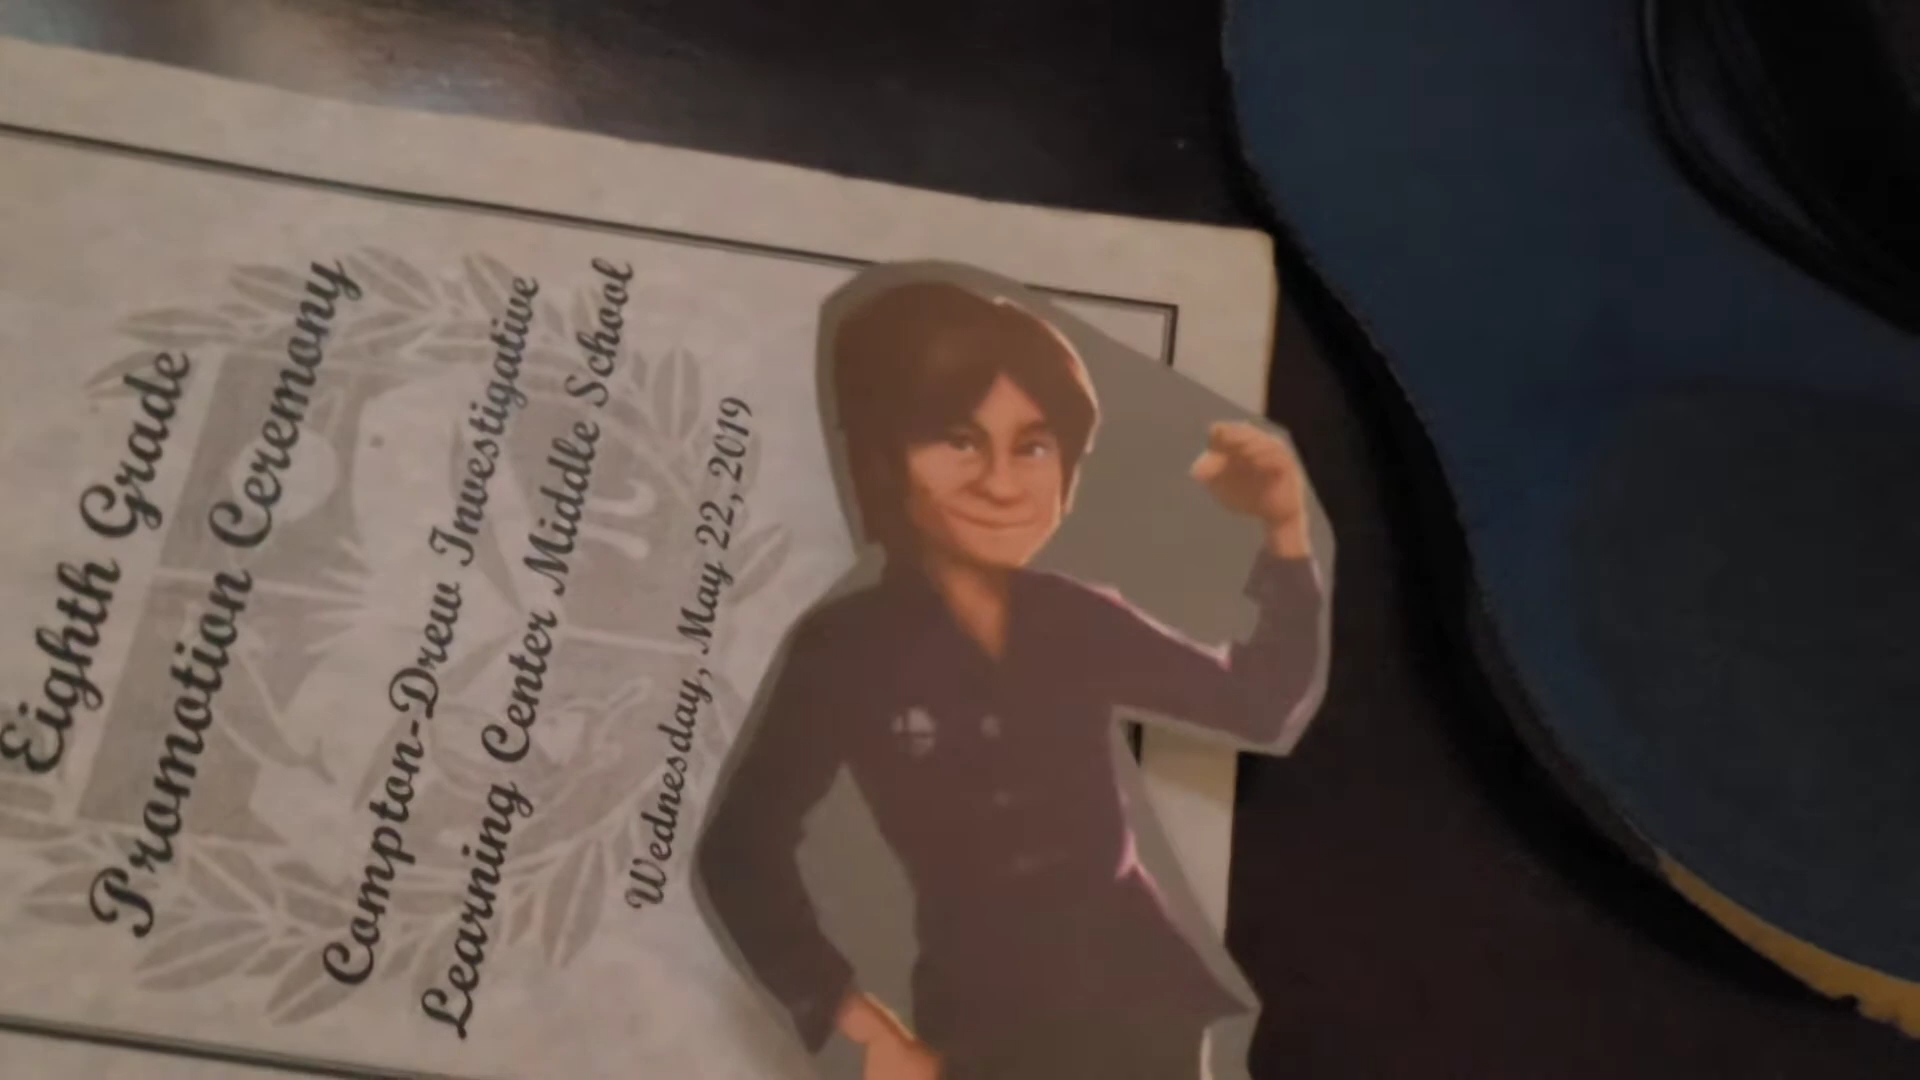 Eighth Grade
Promotion Ceremony
Compton-Drew Investigative
Learning Center Middle School
Wednesday, May 22, 2019